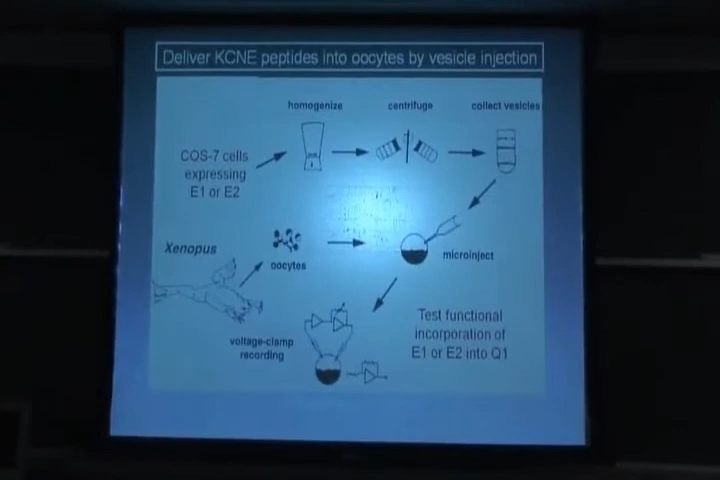 Deliver KCNE peptides into oocytes by vesicle injection
homogenize
centrifuge
collect vesicles
COS-7 cells
expressing
E1 or E2
Xenopus
oocytes
microinject
voltage-clamp
recording
Test functional
incorporation of
E1 or E2 into Q1